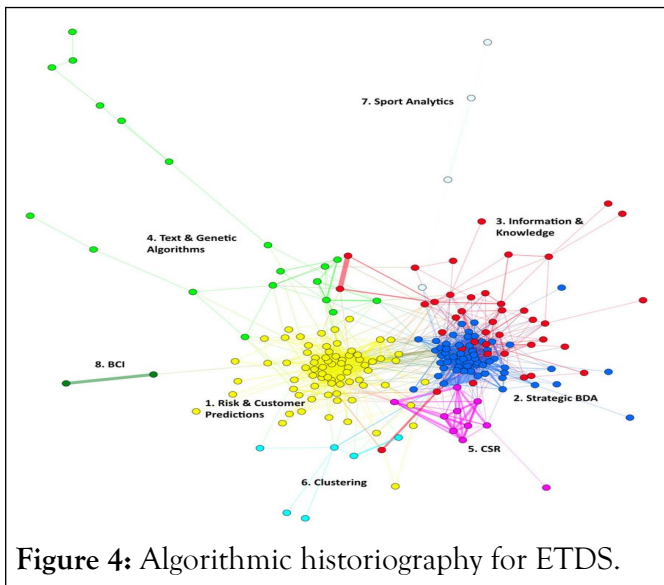 7. Sport Analytics
3. Information &
Knowledge
4. Text & Genetic
Algorithms
8. BCI
1. Risk & Customer
Predictions
2. Strategic BDA
5. CSR
6. Clustering
Figure 4: Algorithmic historiography for ETDS.